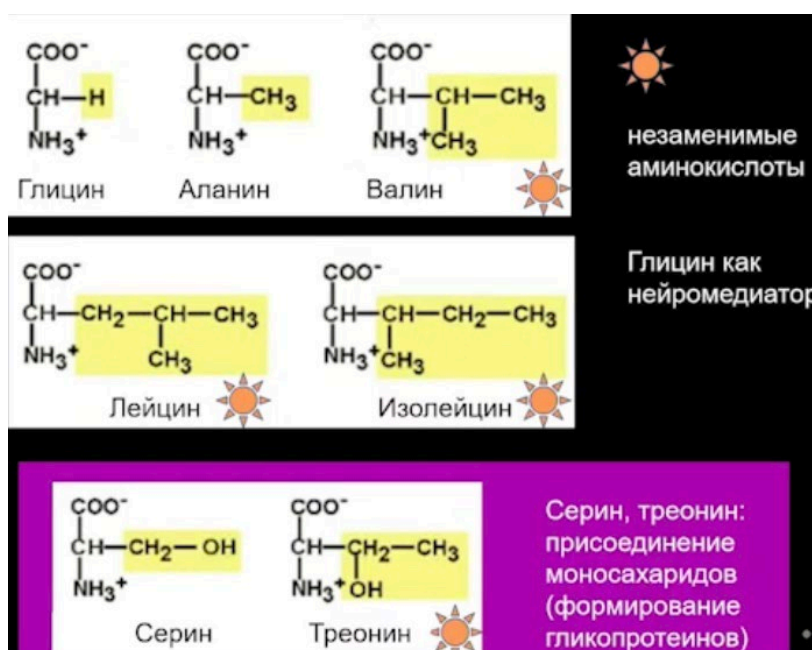 COO⁻
CH—H
NH₃⁺
Глицин
COO⁻
CH—CH₃
NH₃⁺
Аланин
COO⁻
CH—CH—CH₃
NH₃⁺CH₃
Валин
незаменимые
аминокислоты
COO⁻
CH—CH₂—CH—CH₃
NH₃⁺ CH₃
Лейцин
COO⁻
CH—CH—CH₂—CH₃
NH₃⁺CH₃
Изолейцин
Глицин как
нейромедиатор
COO⁻
CH—CH₂—OH
NH₃⁺
Серин
COO⁻
CH—CH₂—CH₃
NH₃⁺OH
Треонин
Серин, треонин:
присоединение
моносахаридов
(формирование
гликопротеинов)